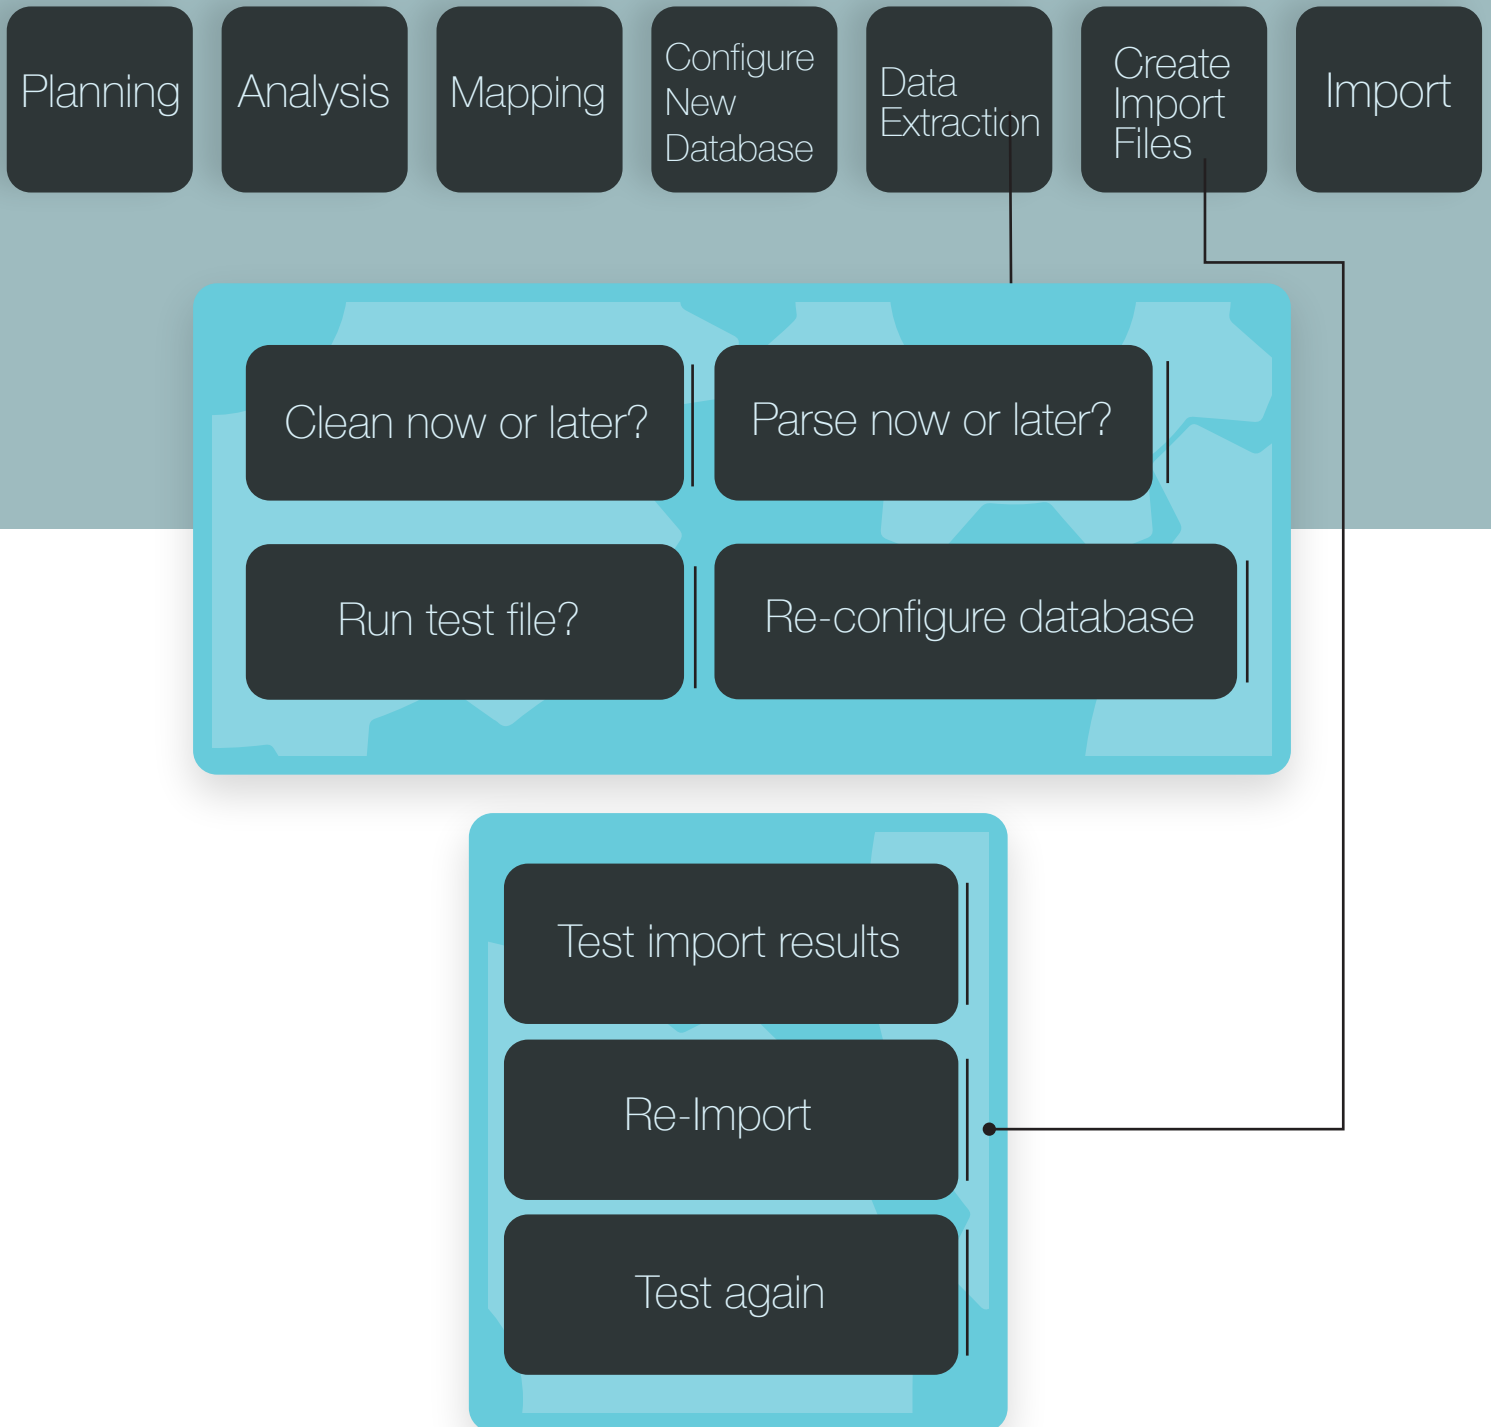 Planning
Analysis
Mapping
Configure
New
Database
Data
Extraction
Create
Import
Files
Import
Clean now or later?
Parse now or later?
Run test file?
Re-configure database
Test import results
Re-Import
Test again